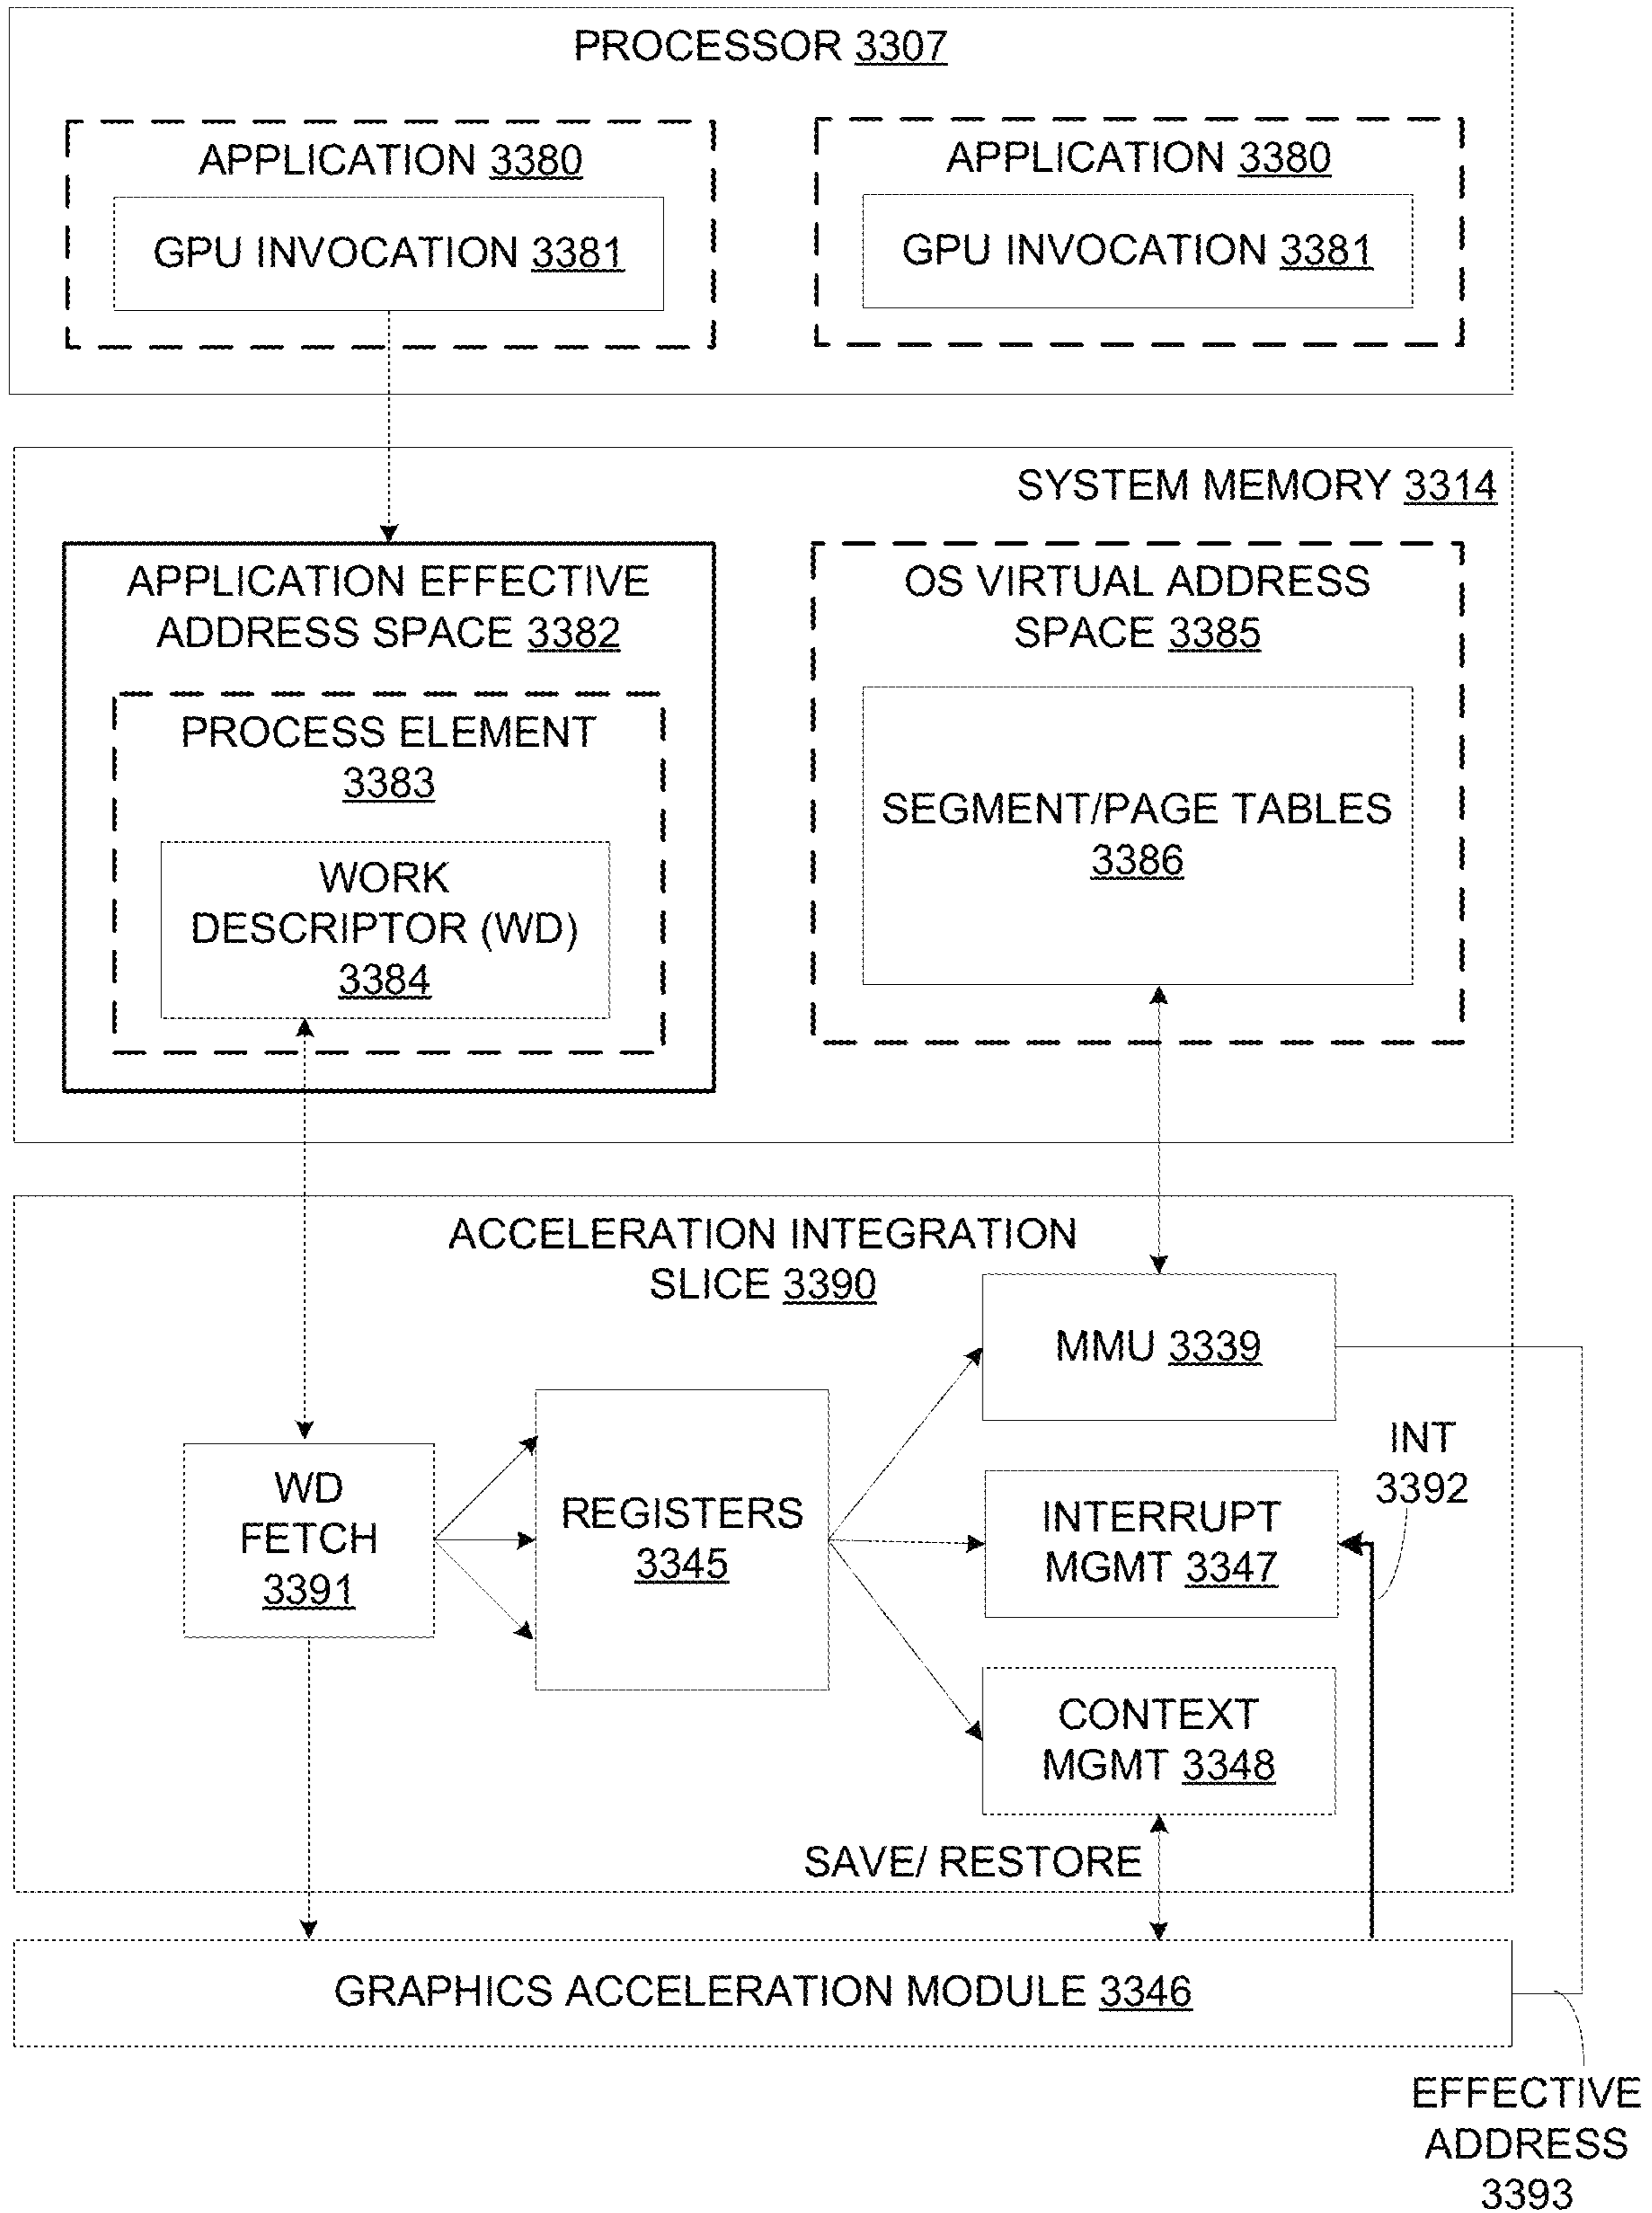 PROCESSOR 3307
APPLICATION 3380
GPU INVOCATION 3381
APPLICATION 3380
GPU INVOCATION 3381
SYSTEM MEMORY 3314
APPLICATION EFFECTIVE
ADDRESS SPACE 3382
PROCESS ELEMENT
3383
WORK
DESCRIPTOR (WD)
3384
OS VIRTUAL ADDRESS
SPACE 3385
SEGMENT/PAGE TABLES
3386
ACCELERATION INTEGRATION
SLICE 3390
MMU 3339
INT
3392
WD
FETCH
3391
REGISTERS
3345
INTERRUPT
MGMT 3347
CONTEXT
MGMT 3348
SAVE/ RESTORE
GRAPHICS ACCELERATION MODULE 3346
EFFECTIVE
ADDRESS
3393